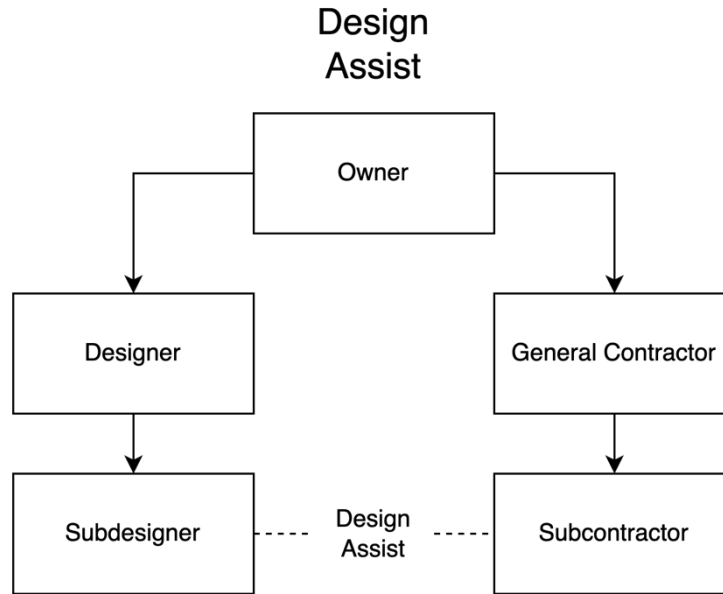 Design
Assist
Owner
Designer
General Contractor
Subdesigner
Design
Assist
Subcontractor